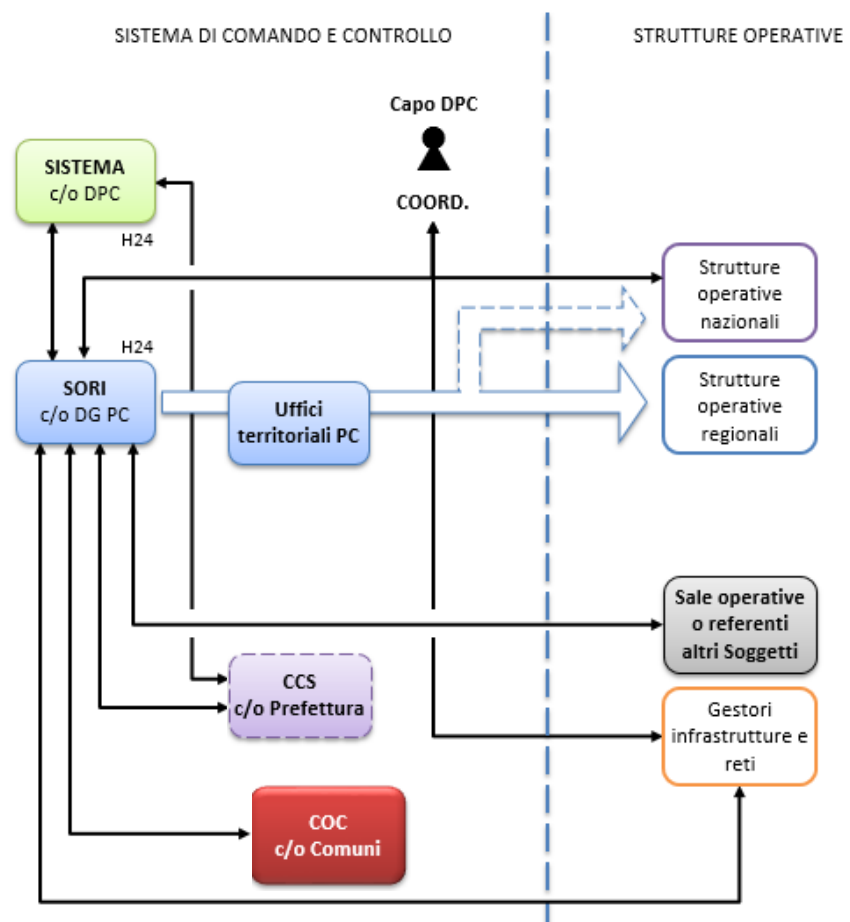 SISTEMA DI COMANDO E CONTROLLO
STRUTTURE OPERATIVE
Capo DPC
COORD.
SISTEMA
c/o DPC
H24
Strutture
operative
nazionali
H24
SORI
c/o DG PC
Uffici
territoriali PC
Strutture
operative
regionali
Sale operative
o referenti
altri Soggetti
CCS
c/o Prefettura
Gestori
infrastrutture e
reti
COC
c/o Comuni